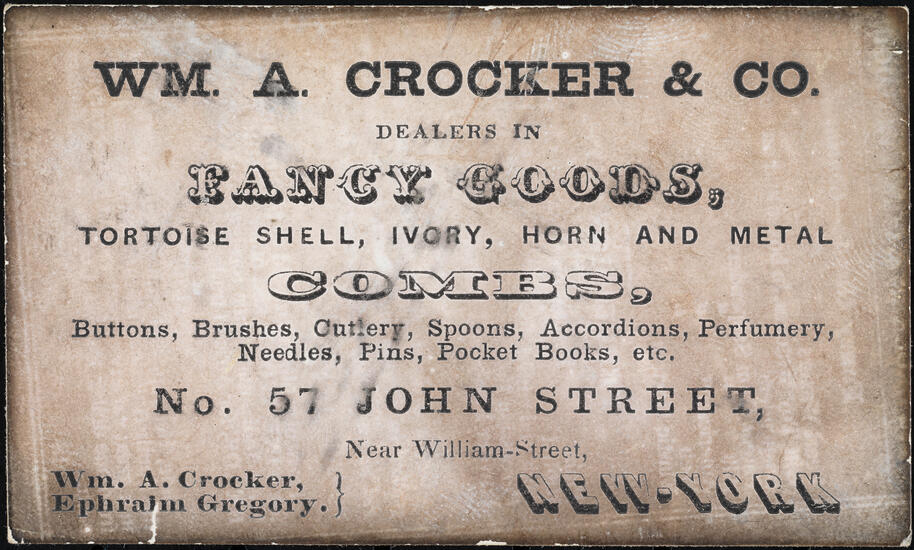 WM. A. CROCKER & CO.
DEALERS IN
FANCY GOODS,
TORTOISE SHELL, IVORY, HORN AND METAL
COMBS,
Buttons, Brushes, Cutlery, Spoons, Accordions, Perfumery,
Needles, Pins, Pocket Books, etc.
No. 57 JOHN STREET,
Near William-Street,
Wm. A. Crocker,
Ephraim Gregory.}
NEW-YORK